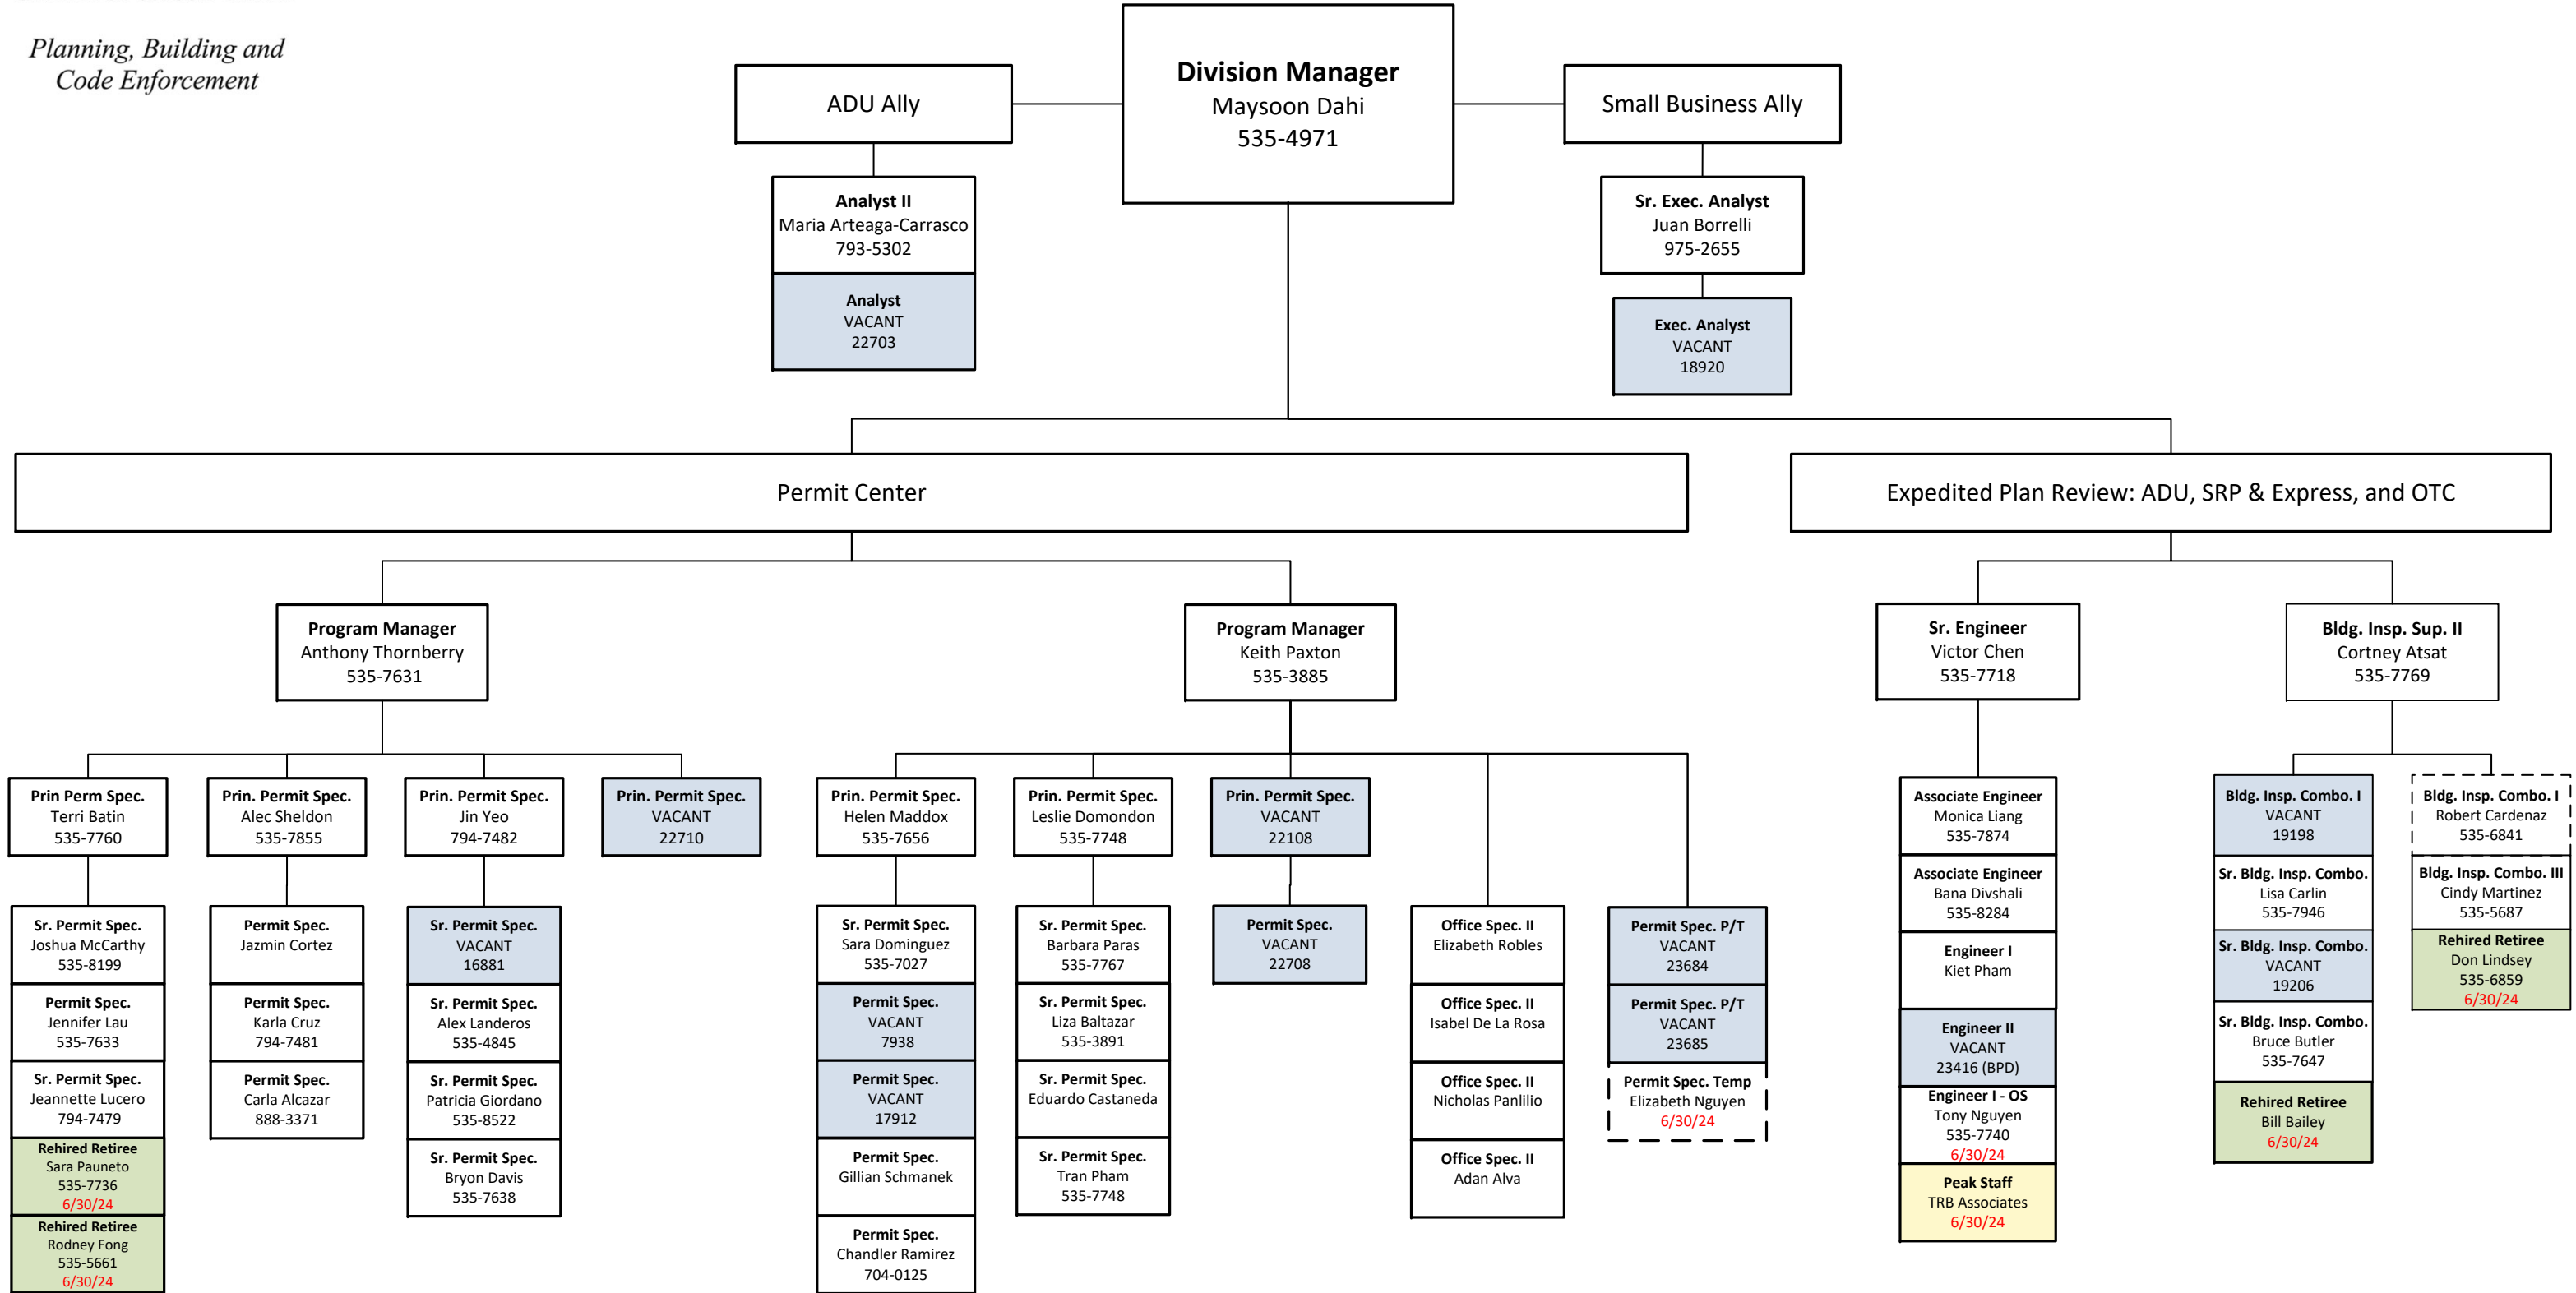 Planning, Building and
Code Enforcement
Division Manager
Maysoon Dahi
535-4971
ADU Ally
Small Business Ally
Analyst II
Maria Arteaga-Carrasco
793-5302
Analyst
VACANT
22703
Sr. Exec. Analyst
Juan Borrelli
975-2655
Exec. Analyst
VACANT
18920
Permit Center
Expedited Plan Review: ADU, SRP & Express, and OTC
Program Manager
Anthony Thornberry
535-7631
Program Manager
Keith Paxton
535-3885
Sr. Engineer
Victor Chen
535-7718
Bldg. Insp. Sup. II
Cortney Atsat
535-7769
Prin Perm Spec.
Terri Batin
535-7760
Sr. Permit Spec.
Joshua McCarthy
535-8199
Permit Spec.
Jennifer Lau
535-7633
Sr. Permit Spec.
Jeannette Lucero
794-7479
Rehired Retiree
Sara Pauneto
535-7736
6/30/24
Rehired Retiree
Rodney Fong
535-5661
6/30/24
Prin. Permit Spec.
Alec Sheldon
535-7855
Permit Spec.
Jazmin Cortez
Permit Spec.
Karla Cruz
794-7481
Permit Spec.
Carla Alcazar
888-3371
Prin. Permit Spec.
Jin Yeo
794-7482
Sr. Permit Spec.
VACANT
16881
Sr. Permit Spec.
Alex Landeros
535-4845
Sr. Permit Spec.
Patricia Giordano
535-8522
Sr. Permit Spec.
Bryon Davis
535-7638
Prin. Permit Spec.
VACANT
22710
Prin. Permit Spec.
Helen Maddox
535-7656
Sr. Permit Spec.
Sara Dominguez
535-7027
Permit Spec.
VACANT
7938
Permit Spec.
VACANT
17912
Permit Spec.
Gillian Schmanek
Permit Spec.
Chandler Ramirez
704-0125
Prin. Permit Spec.
Leslie Domondon
535-7748
Sr. Permit Spec.
Barbara Paras
535-7767
Sr. Permit Spec.
Liza Baltazar
535-3891
Sr. Permit Spec.
Eduardo Castaneda
Sr. Permit Spec.
Tran Pham
535-7748
Prin. Permit Spec.
VACANT
22108
Permit Spec.
VACANT
22708
Office Spec. II
Elizabeth Robles
Office Spec. II
Isabel De La Rosa
Office Spec. II
Nicholas Panlilio
Office Spec. II
Adan Alva
Permit Spec. P/T
VACANT
23684
Permit Spec. P/T
VACANT
23685
Permit Spec. Temp
Elizabeth Nguyen
6/30/24
Associate Engineer
Monica Liang
535-7874
Associate Engineer
Bana Divshali
535-8284
Engineer I
Kiet Pham
Engineer II
VACANT
23416 (BPD)
Engineer I - OS
Tony Nguyen
535-7740
6/30/24
Peak Staff
TRB Associates
6/30/24
Bldg. Insp. Combo. I
VACANT
19198
Sr. Bldg. Insp. Combo.
Lisa Carlin
535-7946
Sr. Bldg. Insp. Combo.
VACANT
19206
Sr. Bldg. Insp. Combo.
Bruce Butler
535-7647
Rehired Retiree
Bill Bailey
6/30/24
Bldg. Insp. Combo. I
Robert Cardenaz
535-6841
Bldg. Insp. Combo. III
Cindy Martinez
535-5687
Rehired Retiree
Don Lindsey
535-6859
6/30/24